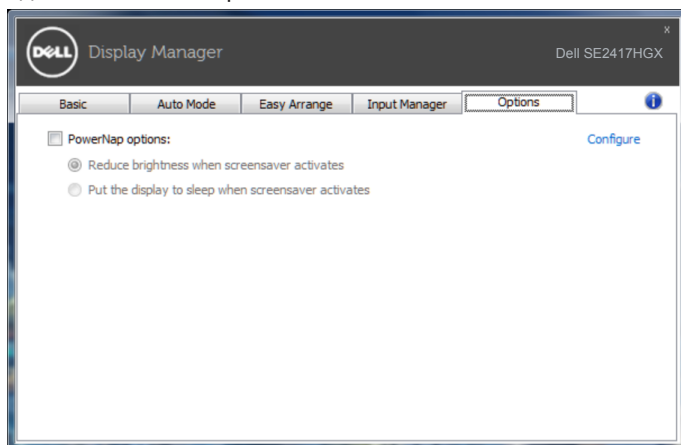 x
DELL Display Manager Dell SE2417HGX
Basic Auto Mode Easy Arrange Input Manager Options i
PowerNap options: Configure
Reduce brightness when screensaver activates
Put the display to sleep when screensaver activates